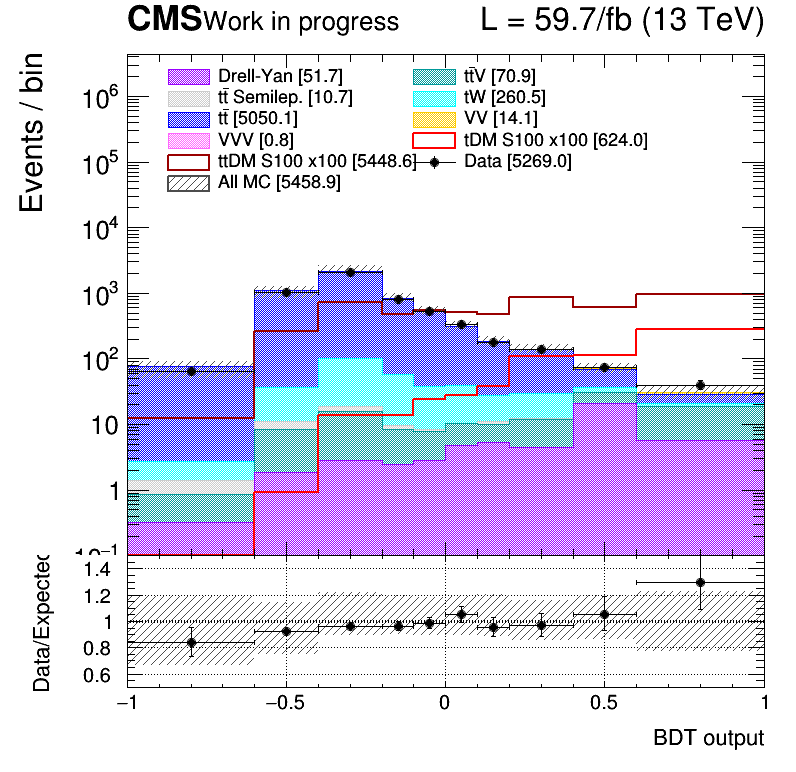 CMS Work in progress L = 59.7/fb (13 TeV)
Events / bin
Drell-Yan [51.7]
tt̄V [70.9]
tt̄ Semilep. [10.7]
tW [260.5]
tt̄ [5050.1]
VV [14.1]
VVV [0.8]
tDM S100 x100 [624.0]
ttDM S100 x100 [5448.6]
Data [5269.0]
All MC [5458.9]
10⁶
10⁵
10⁴
10³
10²
10
1
10⁻¹
Data/Expected
1.4
1.2
1
0.8
0.6
−1 −0.5 0 0.5 1
BDT output